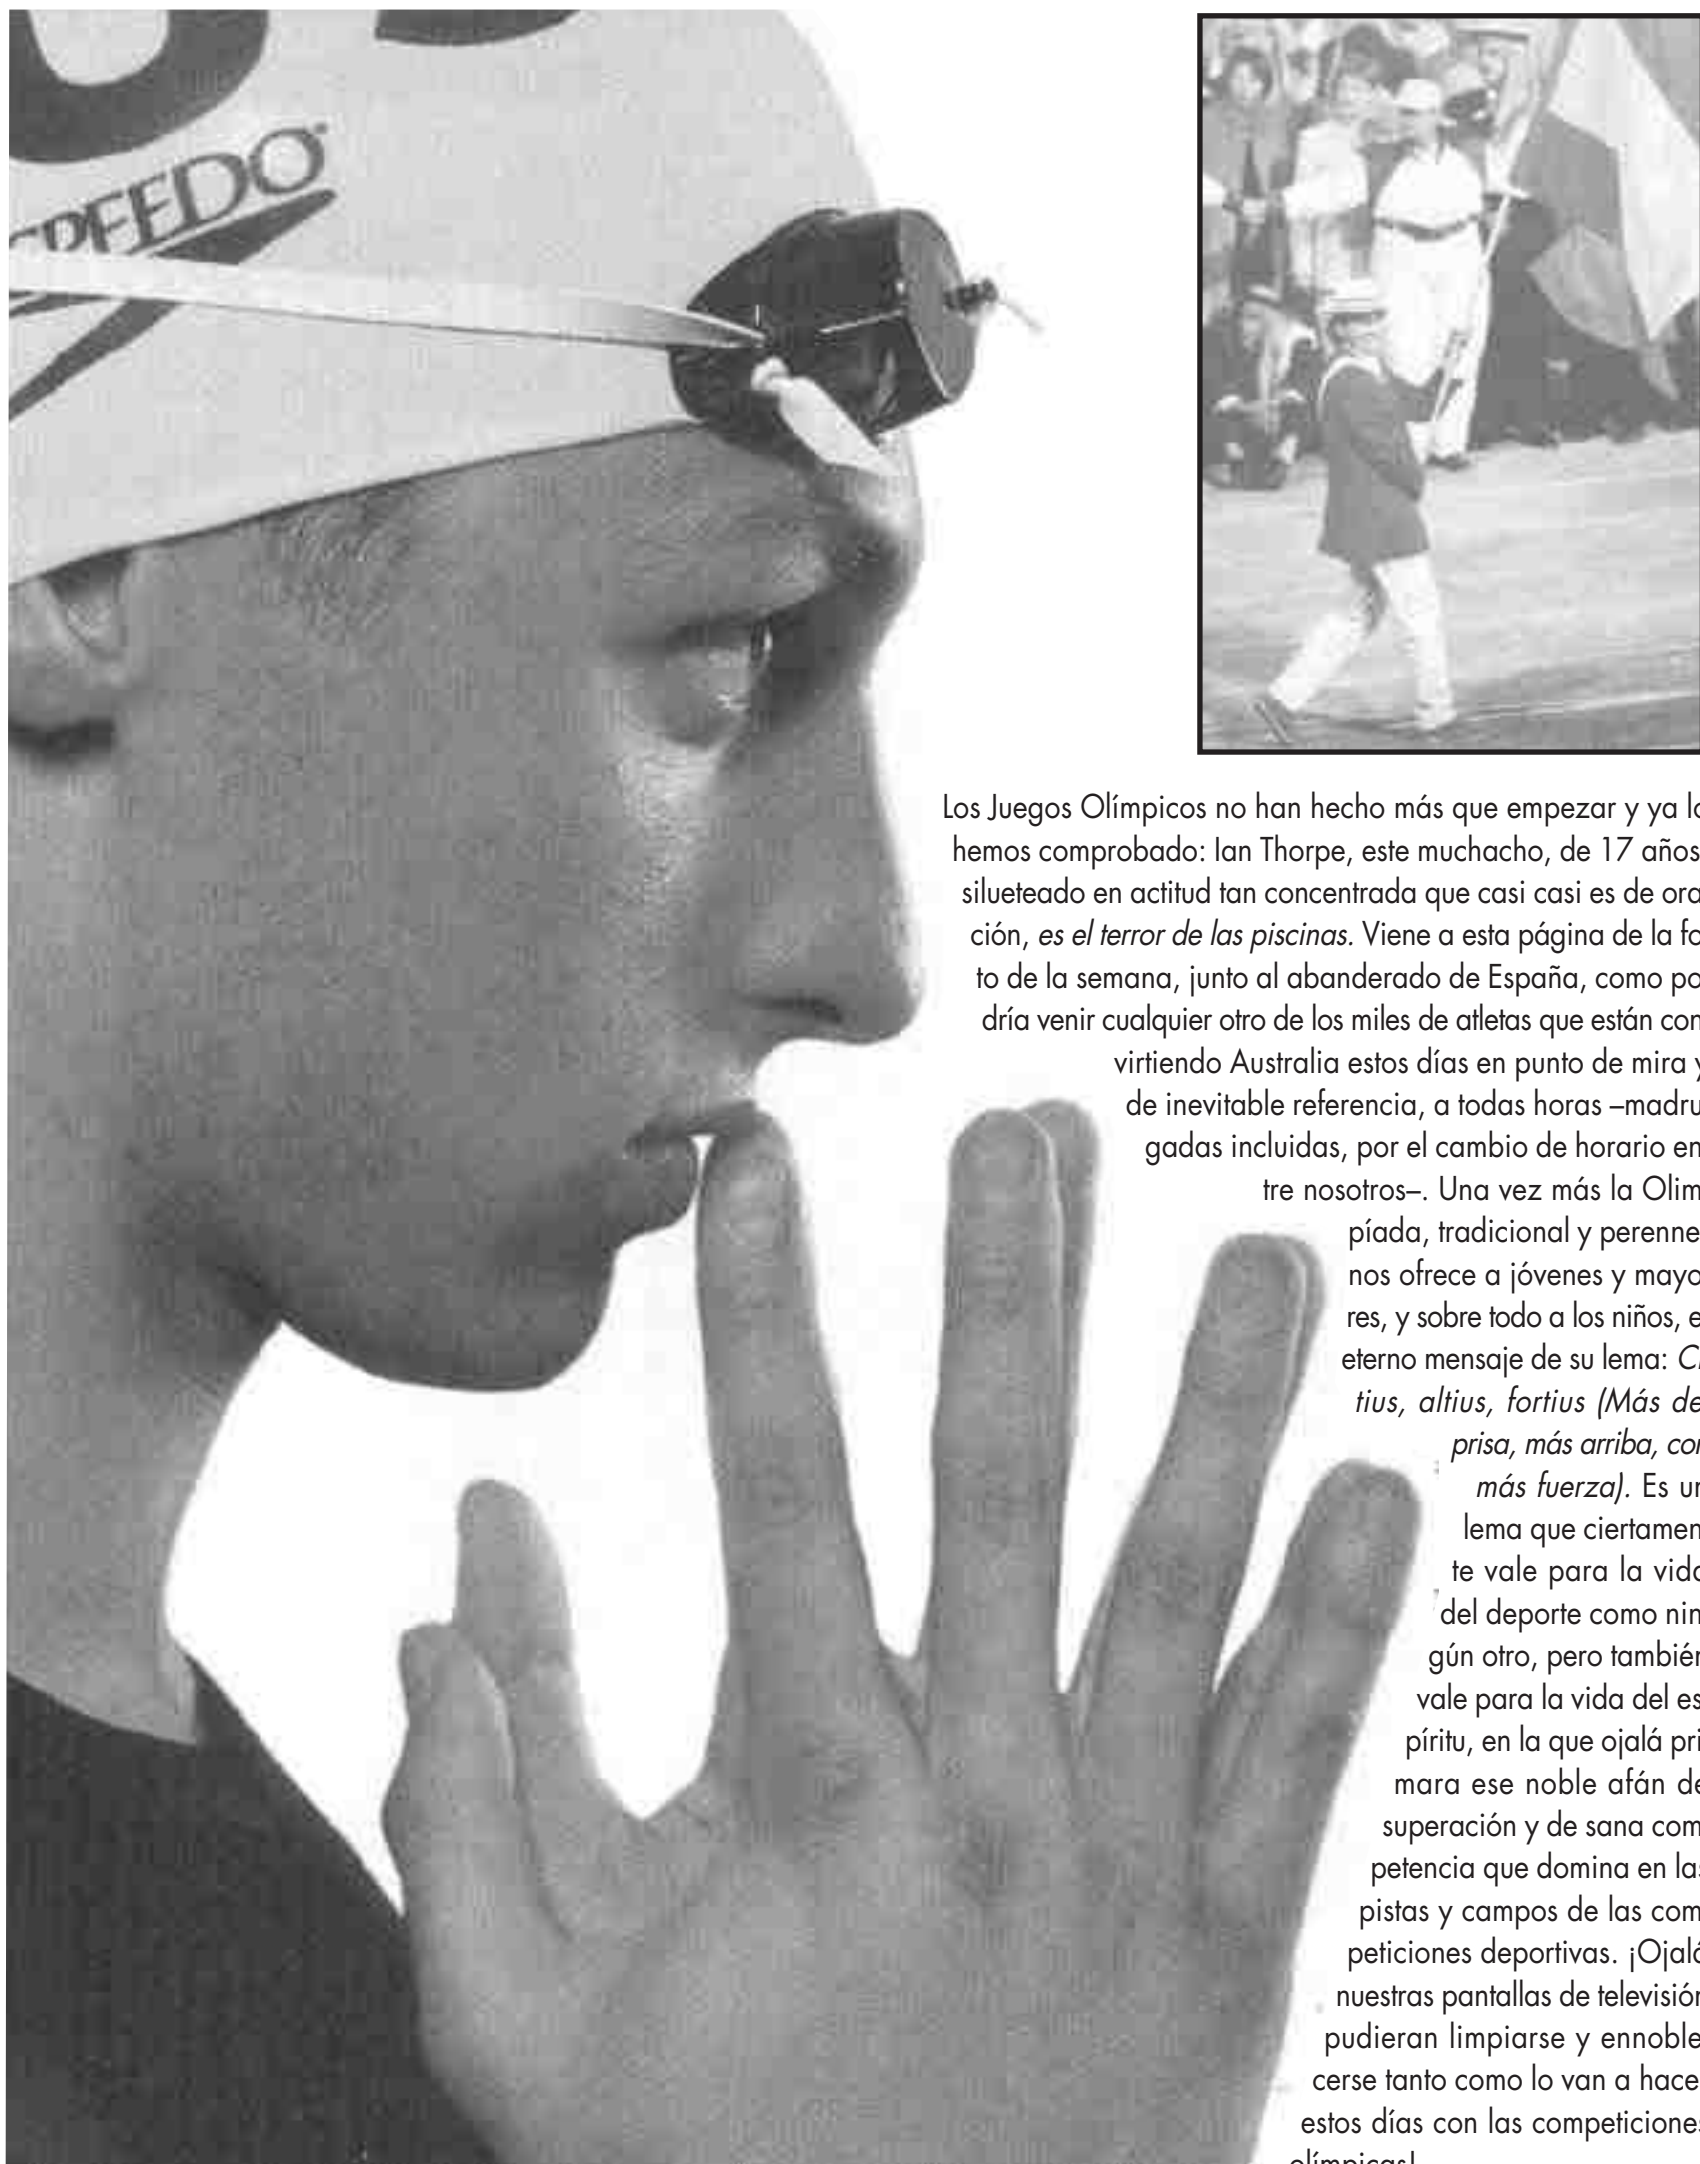 SPEEDO
Los Juegos Olímpicos no han hecho más que empezar y ya lo
hemos comprobado: Ian Thorpe, este muchacho, de 17 años
silueteado en actitud tan concentrada que casi casi es de ora
ción, es el terror de las piscinas. Viene a esta página de la fo
to de la semana, junto al abanderado de España, como po
dría venir cualquier otro de los miles de atletas que están con
virtiendo Australia estos días en punto de mira y
de inevitable referencia, a todas horas –madru
gadas incluidas, por el cambio de horario en
tre nosotros–. Una vez más la Olim
píada, tradicional y perenne
nos ofrece a jóvenes y mayo
res, y sobre todo a los niños, e
eterno mensaje de su lema: Ci
tius, altius, fortius (Más de
prisa, más arriba, con
más fuerza). Es un
lema que ciertamen
te vale para la vida
del deporte como nin
gún otro, pero también
vale para la vida del es
píritu, en la que ojalá pri
mara ese noble afán de
superación y de sana com
petencia que domina en las
pistas y campos de las com
peticiones deportivas. ¡Ojalá
nuestras pantallas de televisión
pudieran limpiarse y ennoble
cerse tanto como lo van a hacer
estos días con las competiciones
olímpicas!